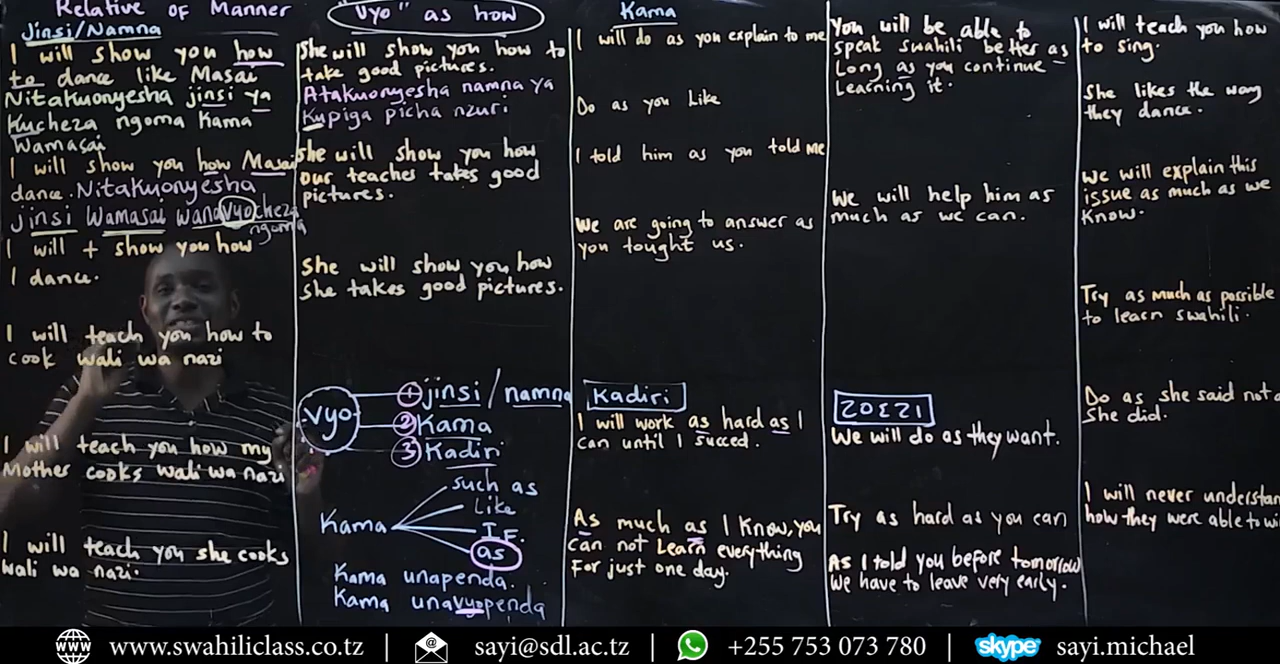 Relative of Manner
Jinsi/Namna
I will show you how
to dance like Masai
Nitakuonyesha jinsi ya
Kucheza ngoma Kama
Wamasai
I will show you how Masai
dance. Nitakuonyesha
jinsi Wamasai wanavyocheza
ngoma
I will + show you how
I dance.
I will teach you how to
cook wali wa nazi
I will teach you how my
Mother cooks wali wa nazi
I will teach you she cooks
wali wa nazi.
"Vyo" as how
She will show you how to
take good pictures.
Atakuonyesha namna ya
Kupiga picha nzuri
She will show you how
our teaches takes good
pictures.
She will show you how
she takes good pictures.
Vyo
1 jinsi / namna
2 Kama
3 Kadiri
Kama
such as
Like
IF.
as
Kama unapenda.
Kama unavyopenda
Kama
I will do as you explain to me
Do as you Like
I told him as you told me
We are going to answer as
you tought us.
Kadiri
I will work as hard as I
can until I succed.
As much as I know, you
can not Learn everything
For just one day.
You will be able to
speak swahili better as
Long as you continue
Learning it.
We will help him as
much as we can.
We will do as they want.
Try as hard as you can
As I told you before tomorrow
we have to leave very early.
I will teach you how
to sing.
She likes the way
they dance.
We will explain this
issue as much as we
know.
Try as much as possible
to learn swahili.
Do as she said not a
she did.
I will never understan
how they were able to wi
www.swahiliclass.co.tz | sayi@sdl.ac.tz | +255 753 073 780 | skype sayi.michael